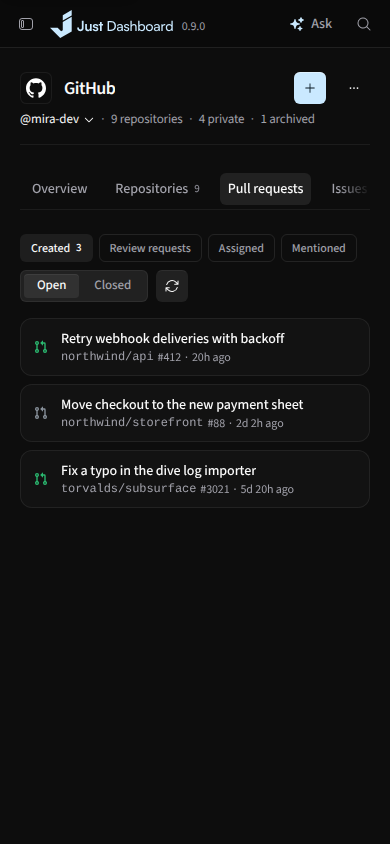 Just Dashboard 0.9.0 Ask
GitHub
@mira-dev · 9 repositories · 4 private · 1 archived
Overview Repositories 9 Pull requests Issues
Created 3 Review requests Assigned Mentioned
Open Closed
Retry webhook deliveries with backoff
northwind/api #412 · 20h ago
Move checkout to the new payment sheet
northwind/storefront #88 · 2d 2h ago
Fix a typo in the dive log importer
torvalds/subsurface #3021 · 5d 20h ago